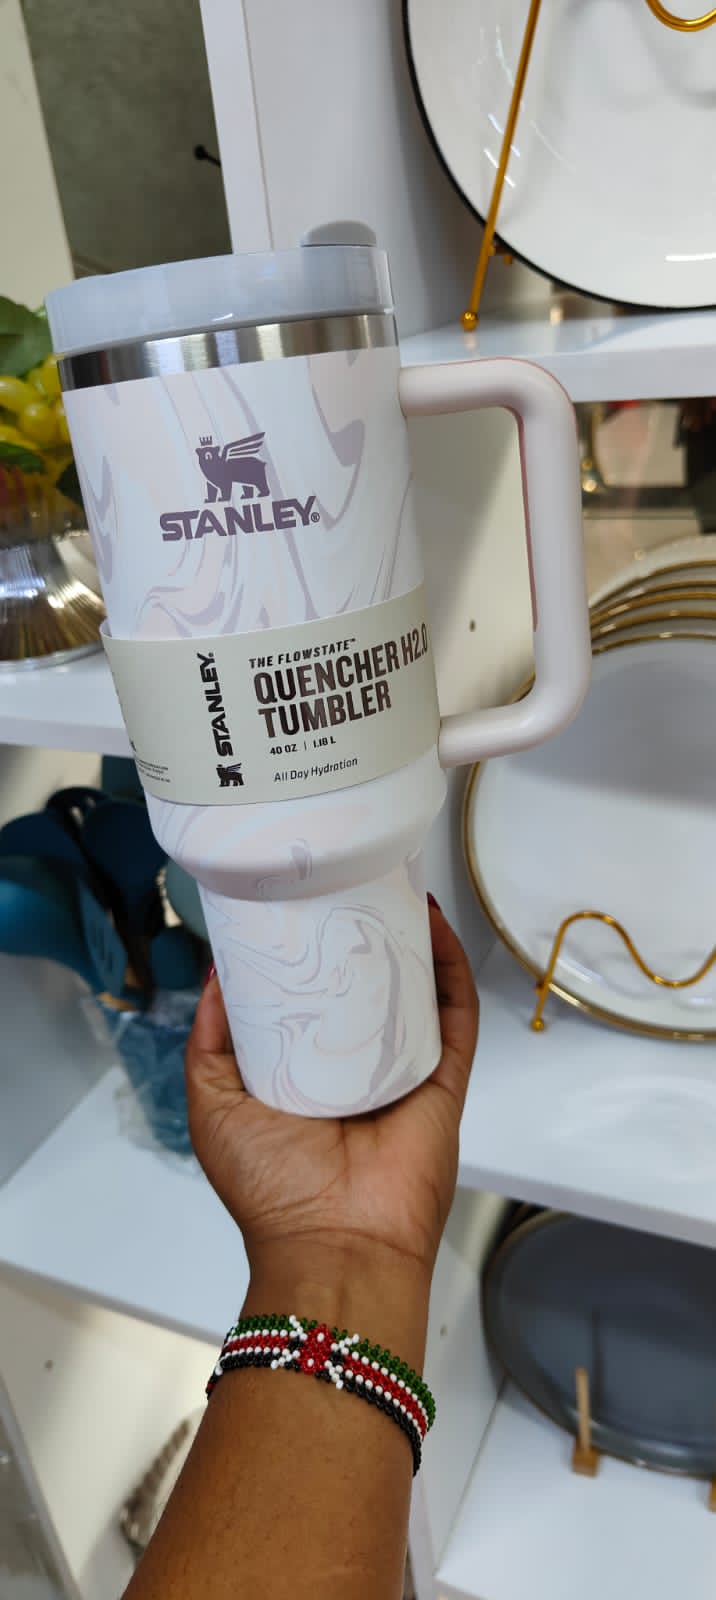 STANLEY®
STANLEY®
THE FLOWSTATE™
QUENCHER H2.0
TUMBLER
40 OZ | 1.18 L
All Day Hydration